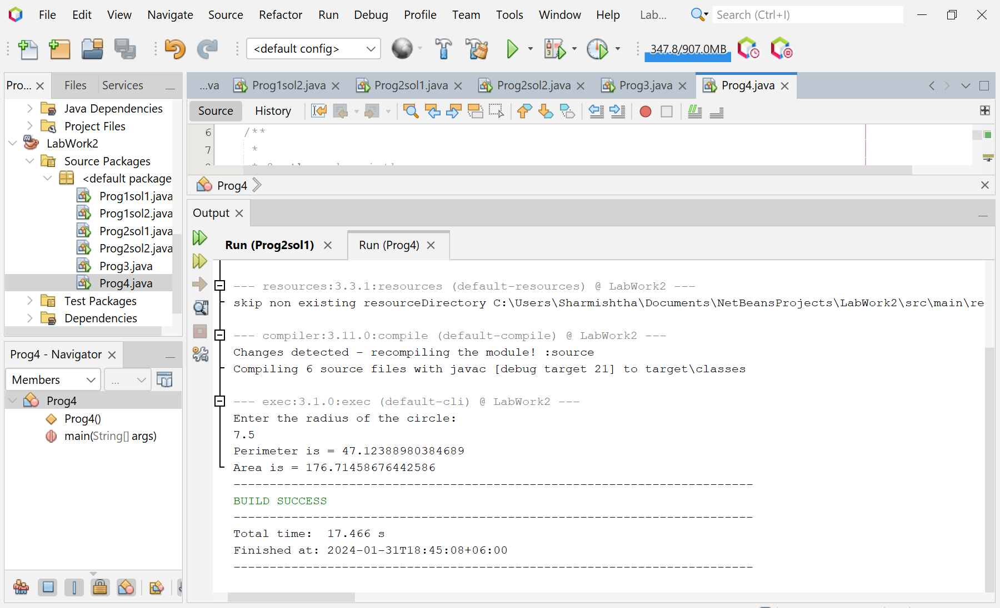 File Edit View Navigate Source Refactor Run Debug Profile Team Tools Window Help Lab... Search (Ctrl+I)
<default config> 347.8/907.0MB
Pro... Files Services
...va Prog1sol2.java Prog2sol1.java Prog2sol2.java Prog3.java Prog4.java
Source History
Java Dependencies
Project Files
LabWork2
Source Packages
<default package
Prog1sol1.java
Prog1sol2.java
Prog2sol1.java
Prog2sol2.java
Prog3.java
Prog4.java
Test Packages
Dependencies
6 /**
7 *
Prog4
Output
Run (Prog2sol1) Run (Prog4)
--- resources:3.3.1:resources (default-resources) @ LabWork2 ---
skip non existing resourceDirectory C:\Users\Sharmishtha\Documents\NetBeansProjects\LabWork2\src\main\re
--- compiler:3.11.0:compile (default-compile) @ LabWork2 ---
Changes detected - recompiling the module! :source
Compiling 6 source files with javac [debug target 21] to target\classes
--- exec:3.1.0:exec (default-cli) @ LabWork2 ---
Enter the radius of the circle:
7.5
Perimeter is = 47.12388980384689
Area is = 176.71458676442586
------------------------------------------------------------------------
BUILD SUCCESS
------------------------------------------------------------------------
Total time:  17.466 s
Finished at: 2024-01-31T18:45:08+06:00
------------------------------------------------------------------------
Prog4 - Navigator
Members ...
Prog4
Prog4()
main(String[] args)